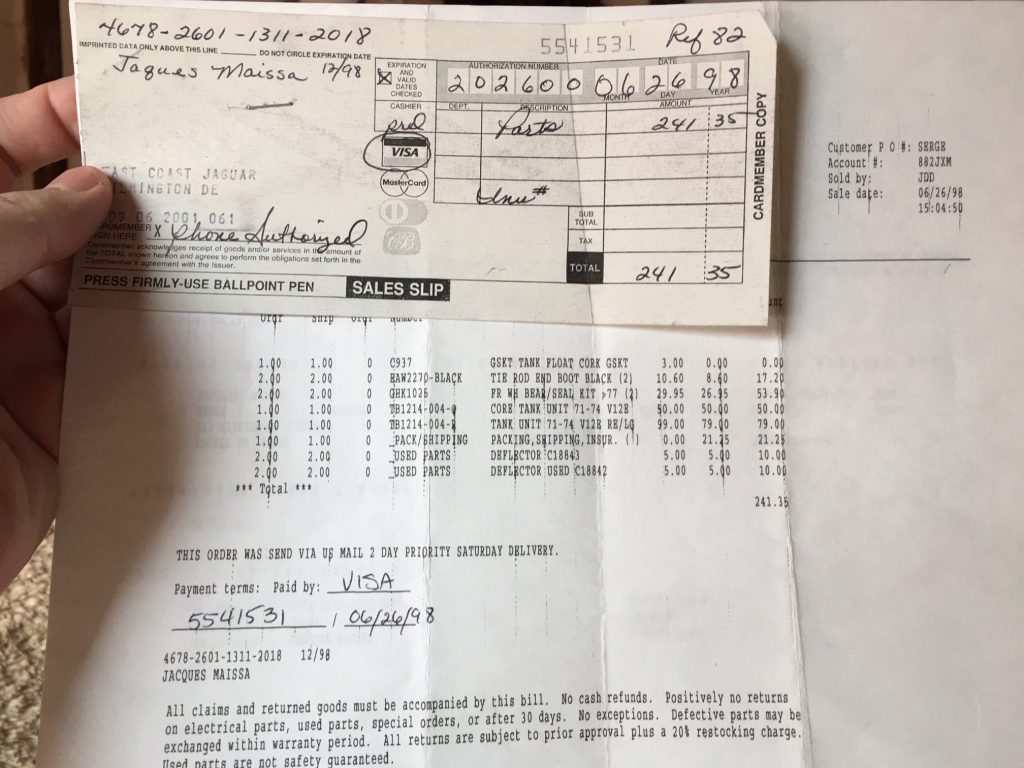 4678-2601-1311-2018
5541531 Ref 82
IMPRINTED DATA ONLY ABOVE THIS LINE DO NOT CIRCLE EXPIRATION DATE
Jaques Maissa 12/98
EXPIRATION AND VALID DATES CHECKED
AUTHORIZATION NUMBER DATE
202600 06 26 98
MONTH DAY YEAR
CASHIER DEPT. DESCRIPTION AMOUNT
Parts 241 35
VISA
MasterCard
EAST COAST JAGUAR
WILMINGTON DE
Inv #
09 06 2001 061
CARDMEMBER SIGN HERE X Phone Authorized
SUB TOTAL
TAX
TOTAL 241 35
Cardmember acknowledges receipt of goods and/or services in the amount of
the TOTAL shown hereon and agrees to perform the obligations set forth in the
Cardmember's agreement with the Issuer.
PRESS FIRMLY-USE BALLPOINT PEN SALES SLIP
CARDMEMBER COPY
Customer P O #: SERGE
Account #: 882JXM
Sold by: JDD
Sale date: 06/26/98
15:04:50
Ordr Ship Ordr Number
1.00 1.00 0 C937 GSKT TANK FLOAT CORK GSKT 3.00 0.00 0.00
2.00 2.00 0 EAW2270-BLACK TIE ROD END BOOT BLACK (2) 10.60 8.60 17.20
2.00 2.00 0 GHK1026 FR WH BEAR/SEAL KIT >77 (2) 29.95 26.95 53.90
1.00 1.00 0 TB1214-004- CORE TANK UNIT 71-74 V12E 50.00 50.00 50.00
1.00 1.00 0 TB1214-004-R TANK UNIT 71-74 V12E RE/LG 99.00 79.00 79.00
1.00 1.00 0 _PACK/SHIPPING PACKING,SHIPPING,INSUR. 0.00 21.25 21.25
2.00 2.00 0 _USED PARTS DEFLECTOR C18843 5.00 5.00 10.00
2.00 2.00 0 _USED PARTS DEFLECTOR USED C18842 5.00 5.00 10.00
*** Total ***
241.35
THIS ORDER WAS SEND VIA US MAIL 2 DAY PRIORITY SATURDAY DELIVERY.
Payment terms: Paid by: VISA
5541531 / 06/26/98
4678-2601-1311-2018 12/98
JACQUES MAISSA
All claims and returned goods must be accompanied by this bill. No cash refunds. Positively no returns
on electrical parts, used parts, special orders, or after 30 days. No exceptions. Defective parts may be
exchanged within warranty period. All returns are subject to prior approval plus a 20% restocking charge.
Used parts are not safety guaranteed.